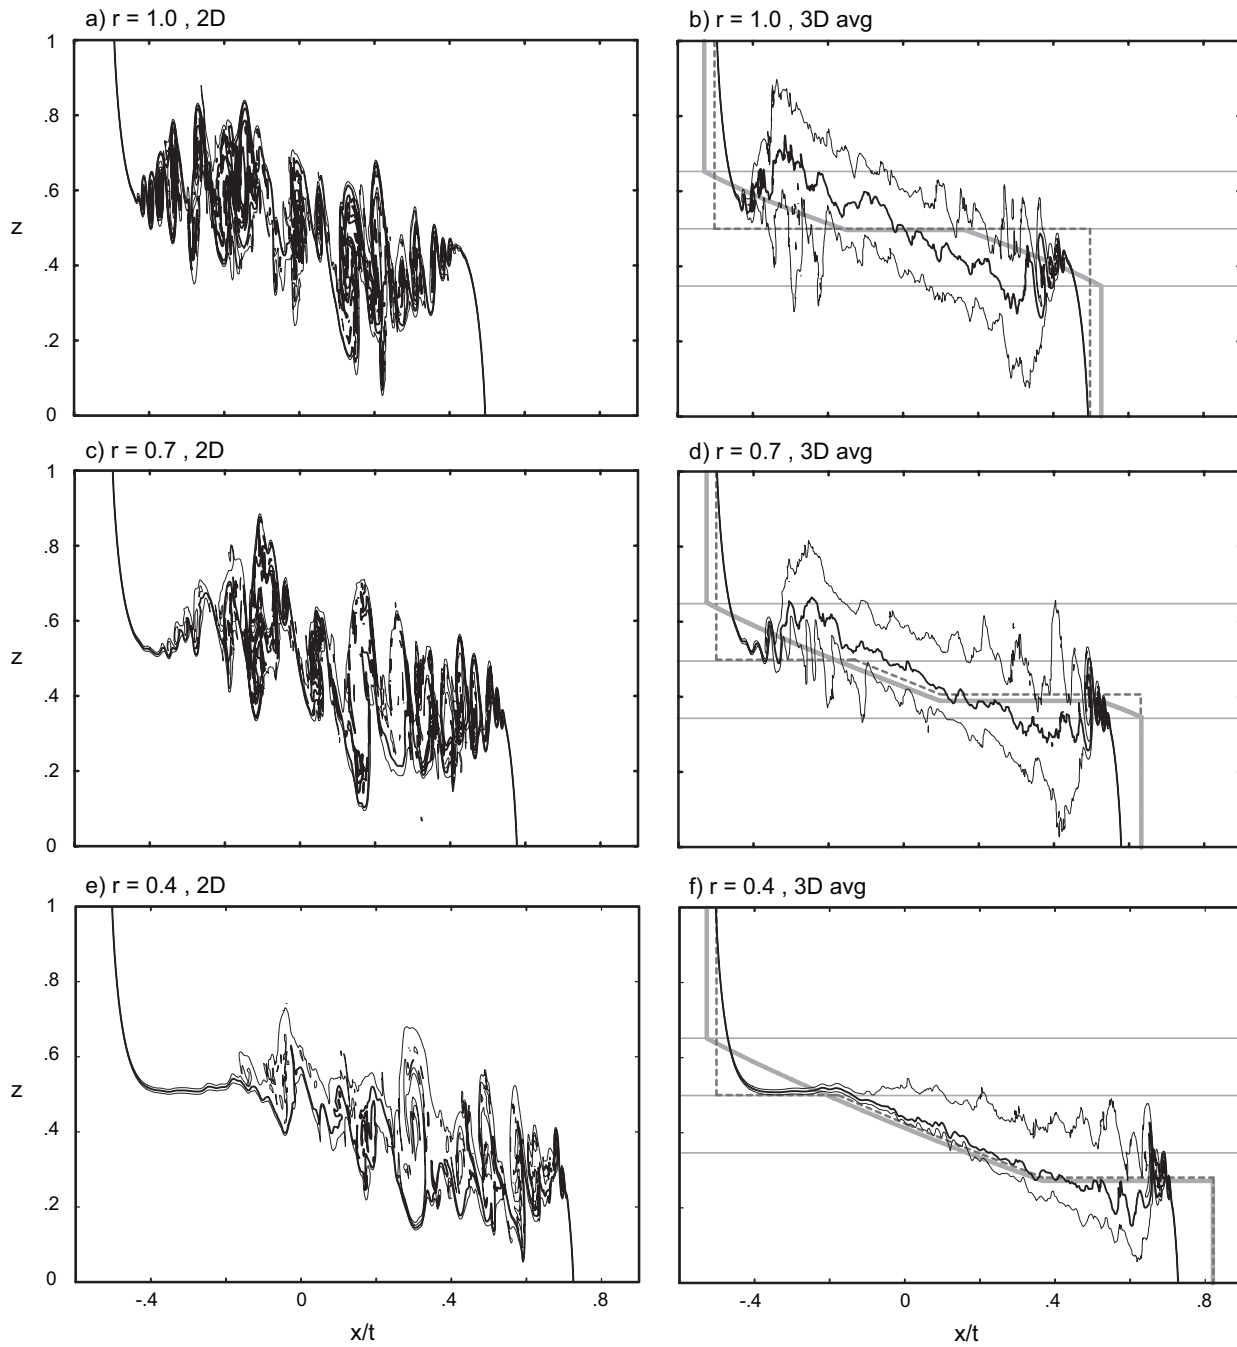 a) r = 1.0 , 2D
b) r = 1.0 , 3D avg
1
.8
.6
z
.4
.2
0
c) r = 0.7 , 2D
d) r = 0.7 , 3D avg
1
.8
.6
z
.4
.2
0
e) r = 0.4 , 2D
f) r = 0.4 , 3D avg
1
.8
.6
z
.4
.2
0
-.4 0 .4 .8
-.4 0 .4 .8
x/t
x/t